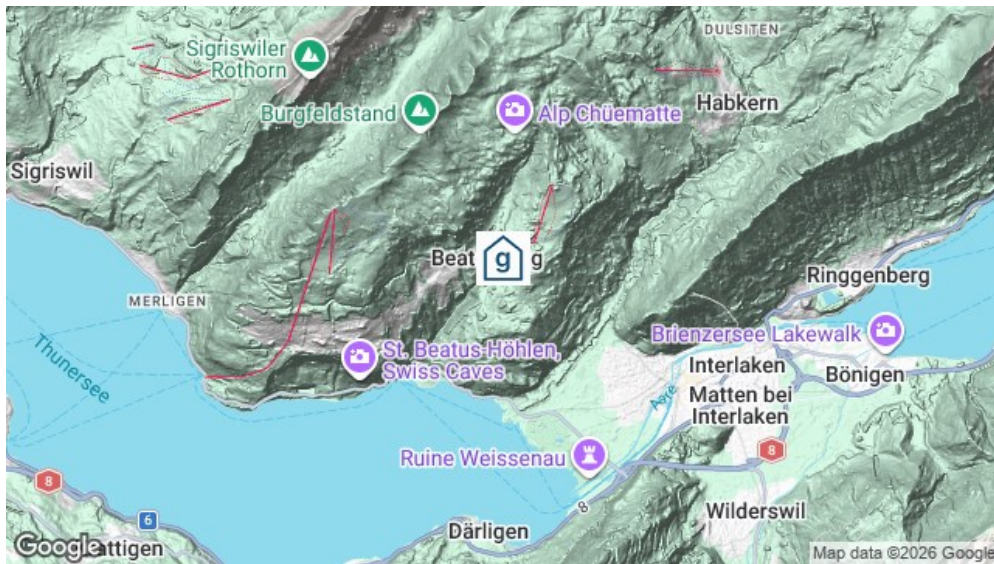 DULSITEN
Sigriswiler
Rothorn
Habkern
Burgfeldstand
Alp Chüematte
Sigriswil
Beat
g
g
Ringgenberg
MERLIGEN
Brienzersee Lakewalk
Thunersee
St. Beatus-Höhlen,
Swiss Caves
Interlaken
Bönigen
Aare
Matten bei
Interlaken
8
Ruine Weissenau
8
6
8
Wilderswil
Därligen
Google
attigen
Map data ©2026 Google